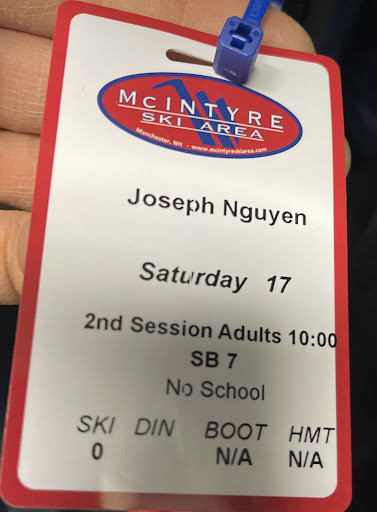 MCINTYRE
SKI AREA
Manchester, NH • www.mcintyreskiarea.com
Joseph Nguyen
Saturday 17
2nd Session Adults 10:00
SB 7
No School
SKI DIN BOOT HMT
0 N/A N/A